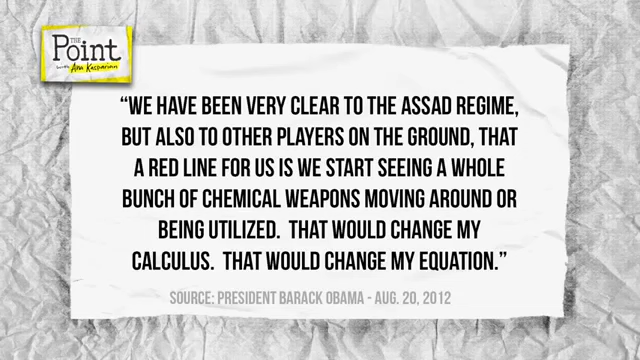 THE
Point
WITH Ana Kasparian
“WE HAVE BEEN VERY CLEAR TO THE ASSAD REGIME,
BUT ALSO TO OTHER PLAYERS ON THE GROUND, THAT
A RED LINE FOR US IS WE START SEEING A WHOLE
BUNCH OF CHEMICAL WEAPONS MOVING AROUND OR
BEING UTILIZED.  THAT WOULD CHANGE MY
CALCULUS.  THAT WOULD CHANGE MY EQUATION.”
SOURCE: PRESIDENT BARACK OBAMA - AUG. 20, 2012